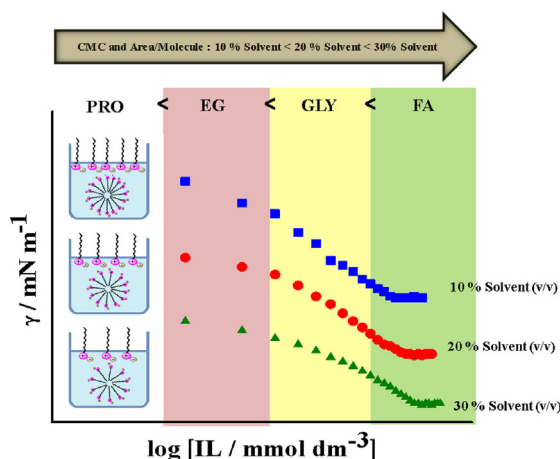 CMC and Area/Molecule : 10 % Solvent < 20 % Solvent < 30% Solvent
PRO < EG < GLY < FA
γ / mN m⁻¹
10 % Solvent (v/v)
20 % Solvent (v/v)
30 % Solvent (v/v)
log [IL / mmol dm⁻³]